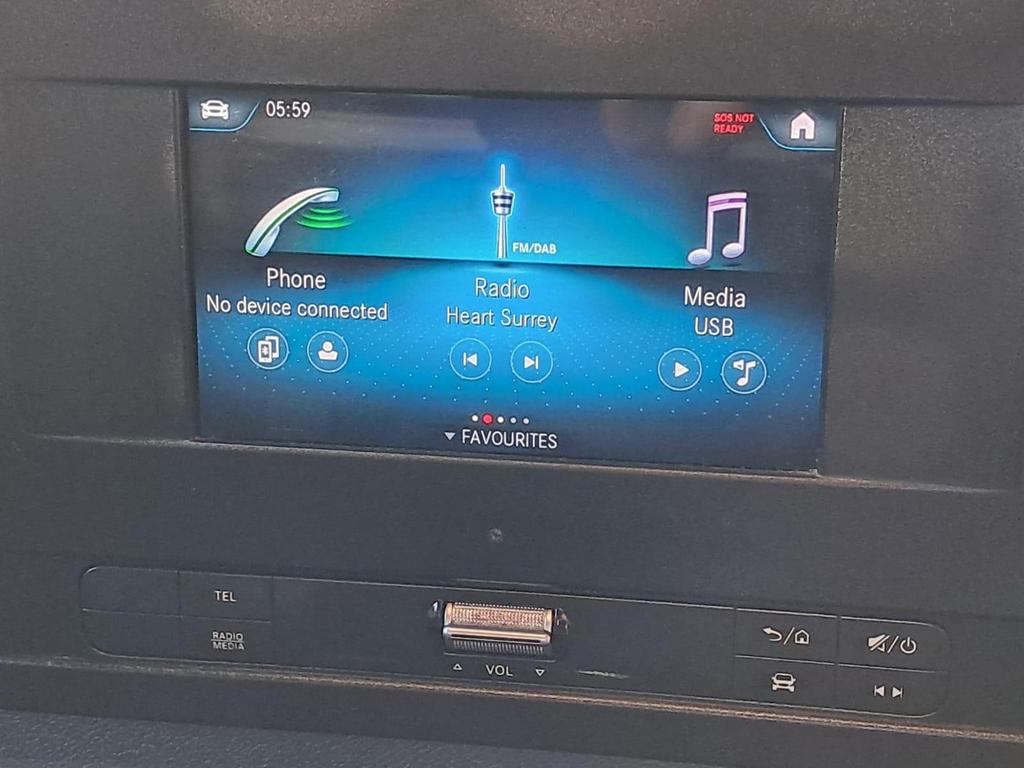 05:59
SOS NOT
READY
FM/DAB
Phone
No device connected
Radio
Heart Surrey
Media
USB
FAVOURITES
TEL
RADIO
MEDIA
VOL